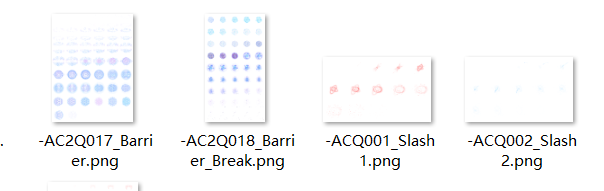 -AC2Q017_Barri
er.png
-AC2Q018_Barri
er_Break.png
-ACQ001_Slash
1.png
-ACQ002_Slash
2.png